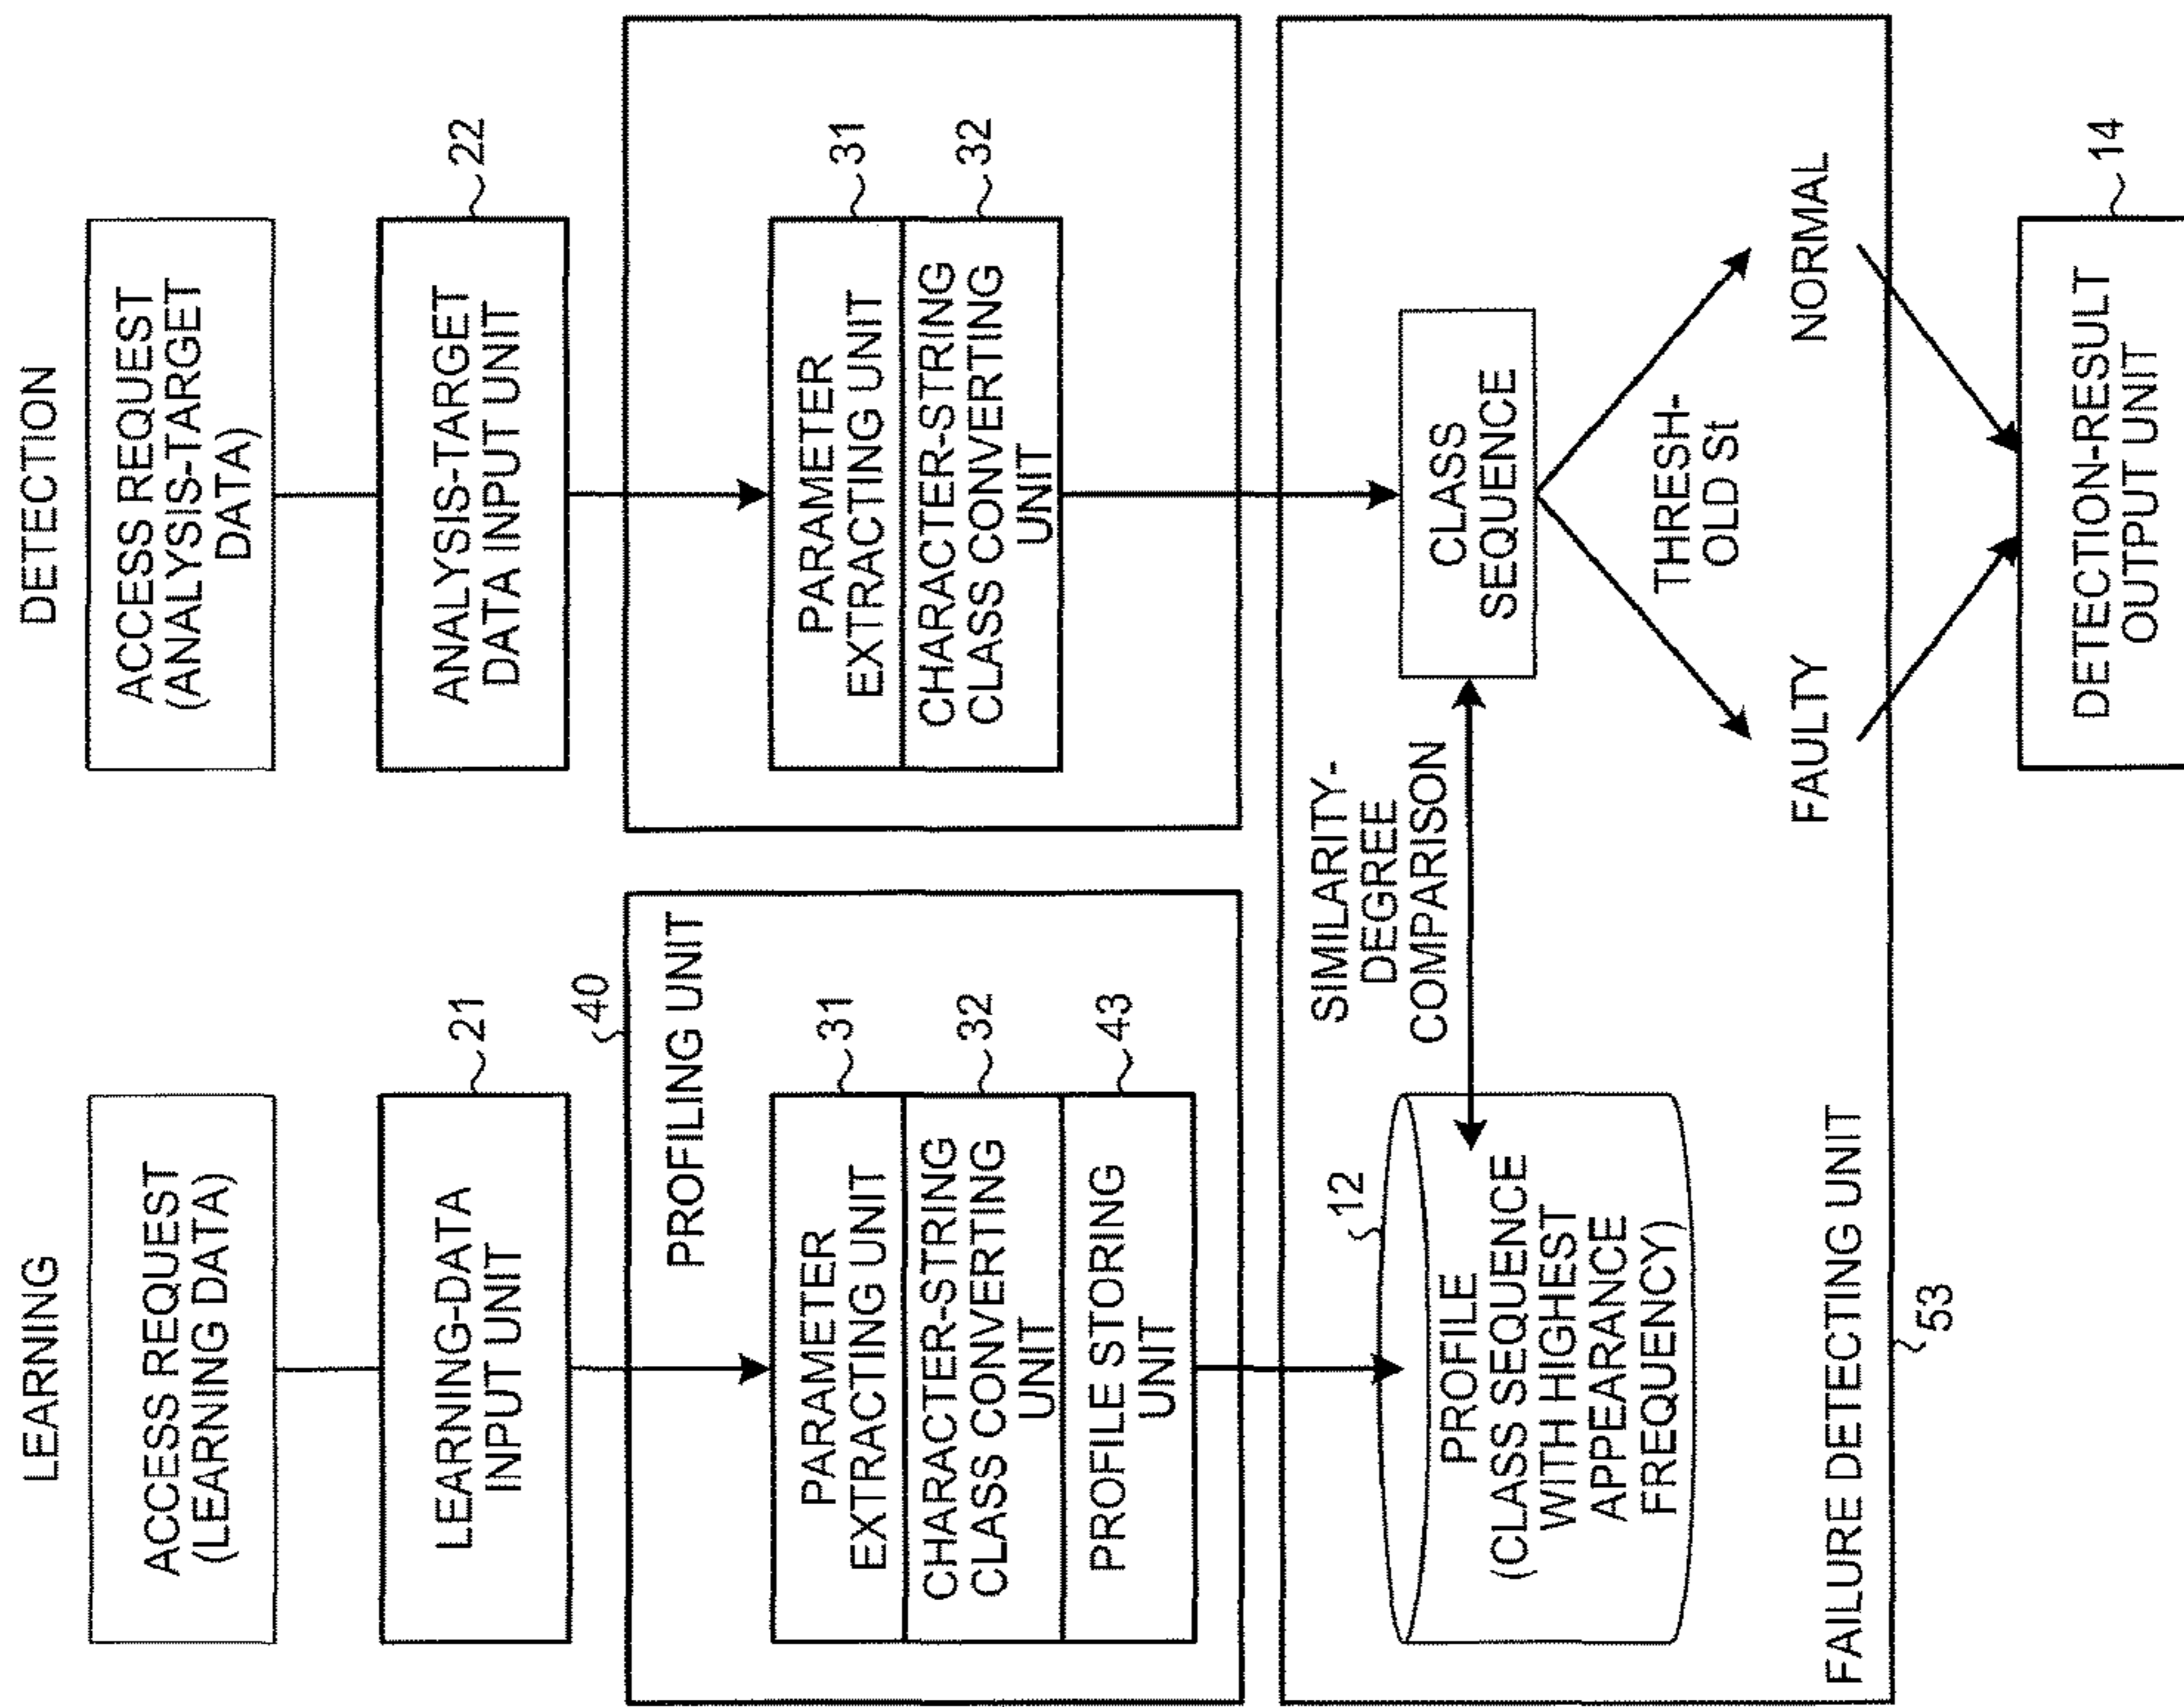 LEARNING
ACCESS REQUEST
(LEARNING DATA)
21
LEARNING-DATA
INPUT UNIT
40
PROFILING UNIT
31
PARAMETER
EXTRACTING UNIT
32
CHARACTER-STRING
CLASS CONVERTING
UNIT
43
PROFILE STORING
UNIT
12
PROFILE
(CLASS SEQUENCE
WITH HIGHEST
APPEARANCE
FREQUENCY)
FAILURE DETECTING UNIT
53
DETECTION
ACCESS REQUEST
(ANALYSIS-TARGET
DATA)
22
ANALYSIS-TARGET
DATA INPUT UNIT
31
PARAMETER
EXTRACTING UNIT
32
CHARACTER-STRING
CLASS CONVERTING
UNIT
SIMILARITY-
DEGREE
COMPARISON
CLASS
SEQUENCE
THRESH-
OLD St
FAULTY
NORMAL
14
DETECTION-RESULT
OUTPUT UNIT